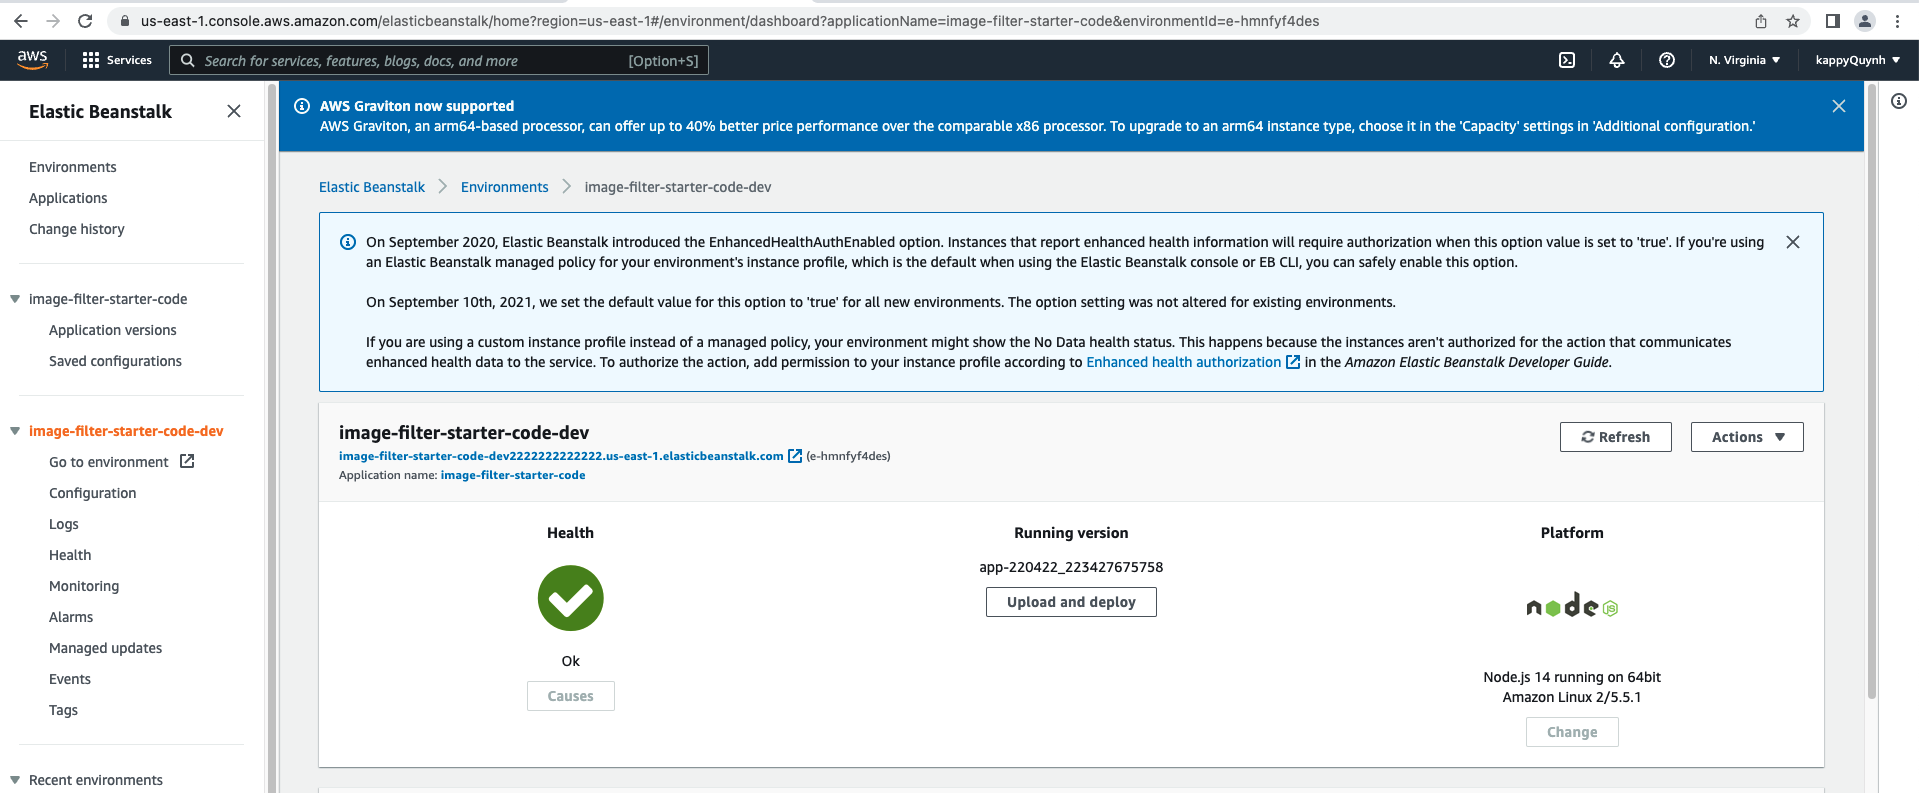 us-east-1.console.aws.amazon.com/elasticbeanstalk/home?region=us-east-1#/environment/dashboard?applicationName=image-filter-starter-code&environmentId=e-hmnfyf4des
aws
Services
Search for services, features, blogs, docs, and more
[Option+S]
N. Virginia
kappyQuynh
Elastic Beanstalk
Environments
Applications
Change history
image-filter-starter-code
Application versions
Saved configurations
image-filter-starter-code-dev
Go to environment
Configuration
Logs
Health
Monitoring
Alarms
Managed updates
Events
Tags
Recent environments
AWS Graviton now supported
AWS Graviton, an arm64-based processor, can offer up to 40% better price performance over the comparable x86 processor. To upgrade to an arm64 instance type, choose it in the 'Capacity' settings in 'Additional configuration.'
Elastic Beanstalk
Environments
image-filter-starter-code-dev
On September 2020, Elastic Beanstalk introduced the EnhancedHealthAuthEnabled option. Instances that report enhanced health information will require authorization when this option value is set to 'true'. If you're using
an Elastic Beanstalk managed policy for your environment's instance profile, which is the default when using the Elastic Beanstalk console or EB CLI, you can safely enable this option.
On September 10th, 2021, we set the default value for this option to 'true' for all new environments. The option setting was not altered for existing environments.
If you are using a custom instance profile instead of a managed policy, your environment might show the No Data health status. This happens because the instances aren't authorized for the action that communicates
enhanced health data to the service. To authorize the action, add permission to your instance profile according to Enhanced health authorization in the Amazon Elastic Beanstalk Developer Guide.
image-filter-starter-code-dev
image-filter-starter-code-dev2222222222222.us-east-1.elasticbeanstalk.com (e-hmnfyf4des)
Application name: image-filter-starter-code
Refresh
Actions
Health
Ok
Causes
Running version
app-220422_223427675758
Upload and deploy
Platform
node
JS
Node.js 14 running on 64bit
Amazon Linux 2/5.5.1
Change